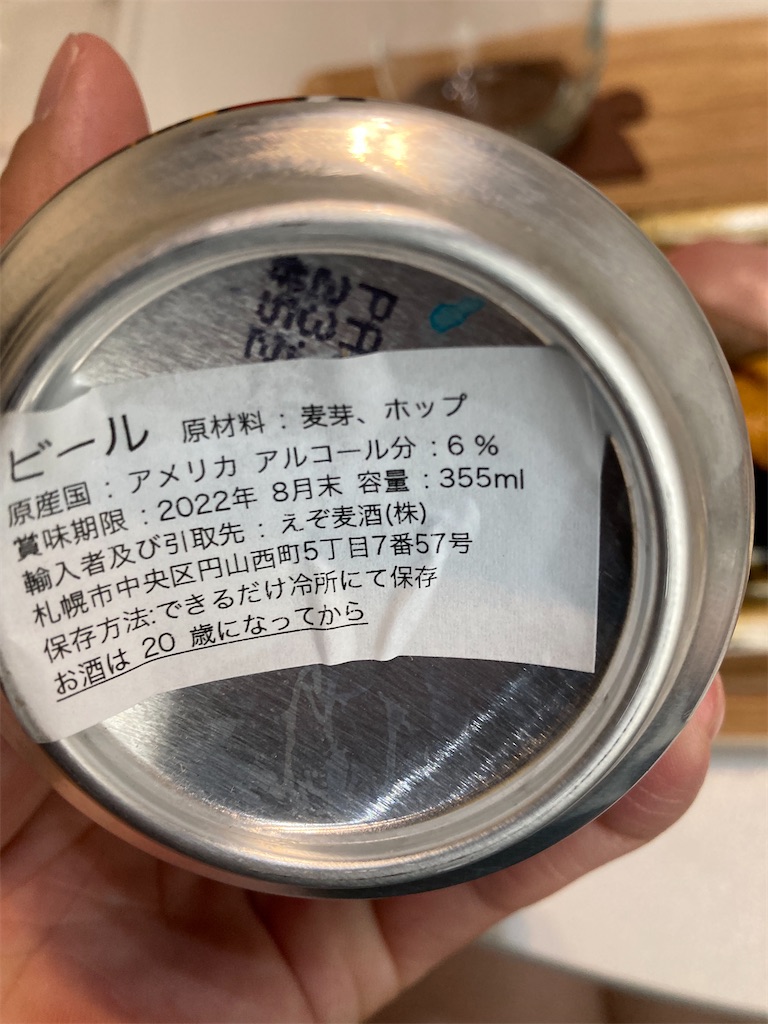 ビール 原材料：麦芽、ホップ
原産国：アメリカ アルコール分：6％
賞味期限：2022年 8月末 容量：355ml
輸入者及び引取先：えぞ麦酒(株)
札幌市中央区円山西町5丁目7番57号
保存方法:できるだけ冷所にて保存
お酒は 20 歳になってから